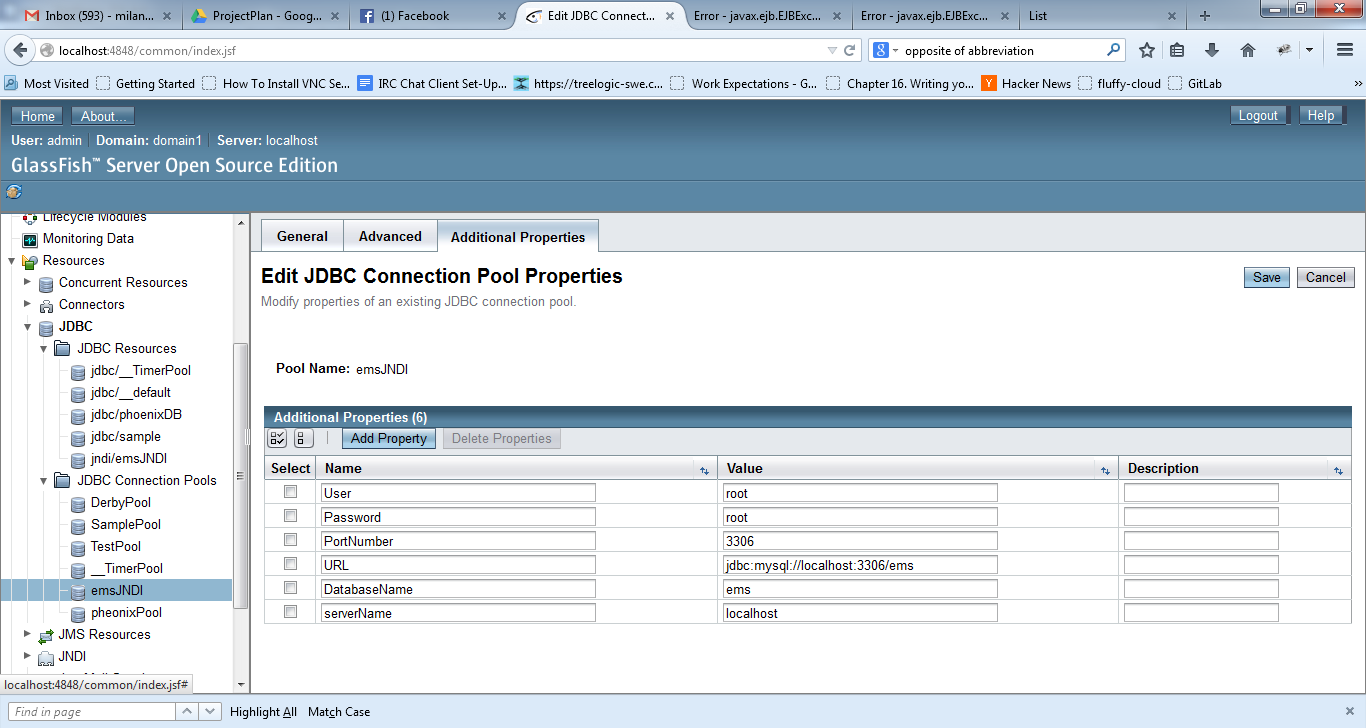 Inbox (593) - milan...
ProjectPlan - Goog...
(1) Facebook
Edit JDBC Connect...
Error - javax.ejb.EJBExc...
Error - javax.ejb.EJBExc...
List
localhost:4848/common/index.jsf
opposite of abbreviation
Most Visited
Getting Started
How To Install VNC Se...
IRC Chat Client Set-Up...
https://treelogic-swe.c...
Work Expectations - G...
Chapter 16. Writing yo...
Hacker News
fluffy-cloud
GitLab
Home
About...
Logout
Help
User: admin
Domain: domain1
Server: localhost
GlassFish™ Server Open Source Edition
Lifecycle Modules
Monitoring Data
Resources
Concurrent Resources
Connectors
JDBC
JDBC Resources
jdbc/__TimerPool
jdbc/__default
jdbc/phoenixDB
jdbc/sample
jndi/emsJNDI
JDBC Connection Pools
DerbyPool
SamplePool
TestPool
__TimerPool
emsJNDI
pheonixPool
JMS Resources
JNDI
localhost:4848/common/index.jsf#
General
Advanced
Additional Properties
Edit JDBC Connection Pool Properties
Save
Cancel
Modify properties of an existing JDBC connection pool.
Pool Name: emsJNDI
Additional Properties (6)
Add Property
Delete Properties
Select Name Value Description
User root
Password root
PortNumber 3306
URL jdbc:mysql://localhost:3306/ems
DatabaseName ems
serverName localhost
Find in page
Highlight All
Match Case